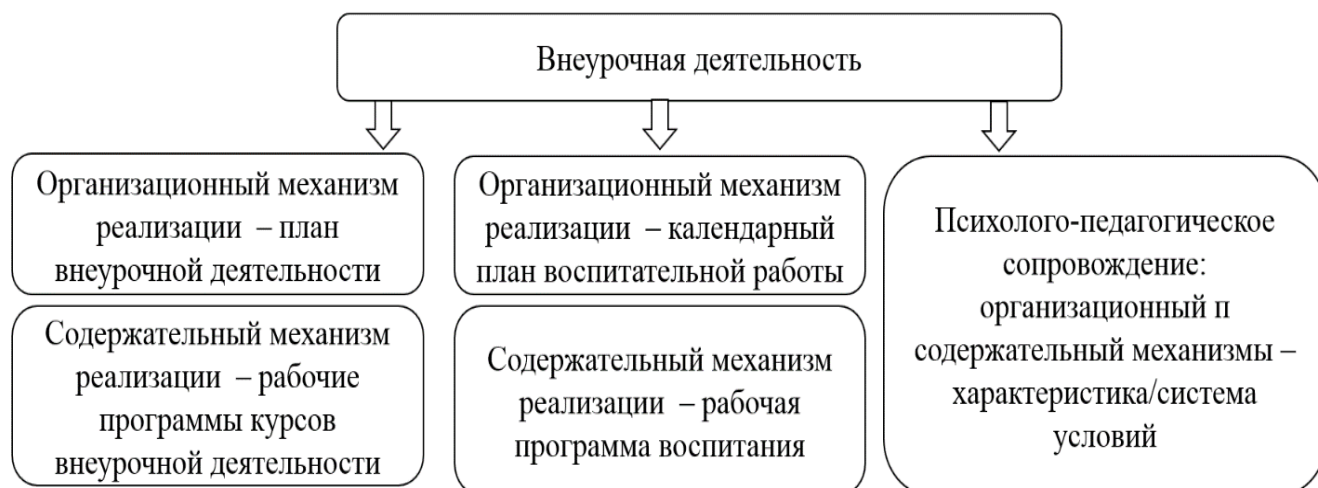 Внеурочная деятельность
Организационный механизм
реализации – план
внеурочной деятельности
Содержательный механизм
реализации – рабочие
программы курсов
внеурочной деятельности
Организационный механизм
реализации – календарный
план воспитательной работы
Содержательный механизм
реализации – рабочая
программа воспитания
Психолого-педагогическое
сопровождение:
организационный п
содержательный механизмы –
характеристика/система
условий